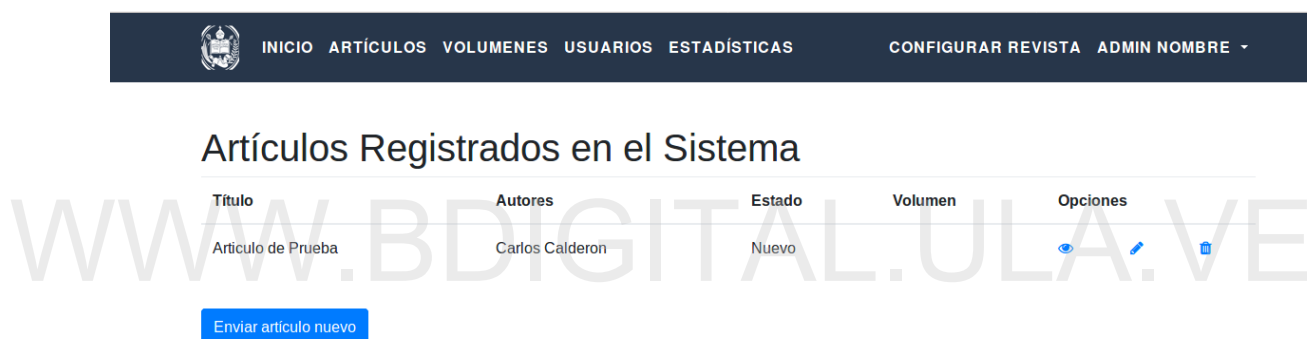 INICIO ARTÍCULOS VOLUMENES USUARIOS ESTADÍSTICAS CONFIGURAR REVISTA ADMIN NOMBRE
Artículos Registrados en el Sistema
Título Autores Estado Volumen Opciones
Articulo de Prueba Carlos Calderon Nuevo
WWW.BDIGITAL.ULA.VE
Enviar artículo nuevo